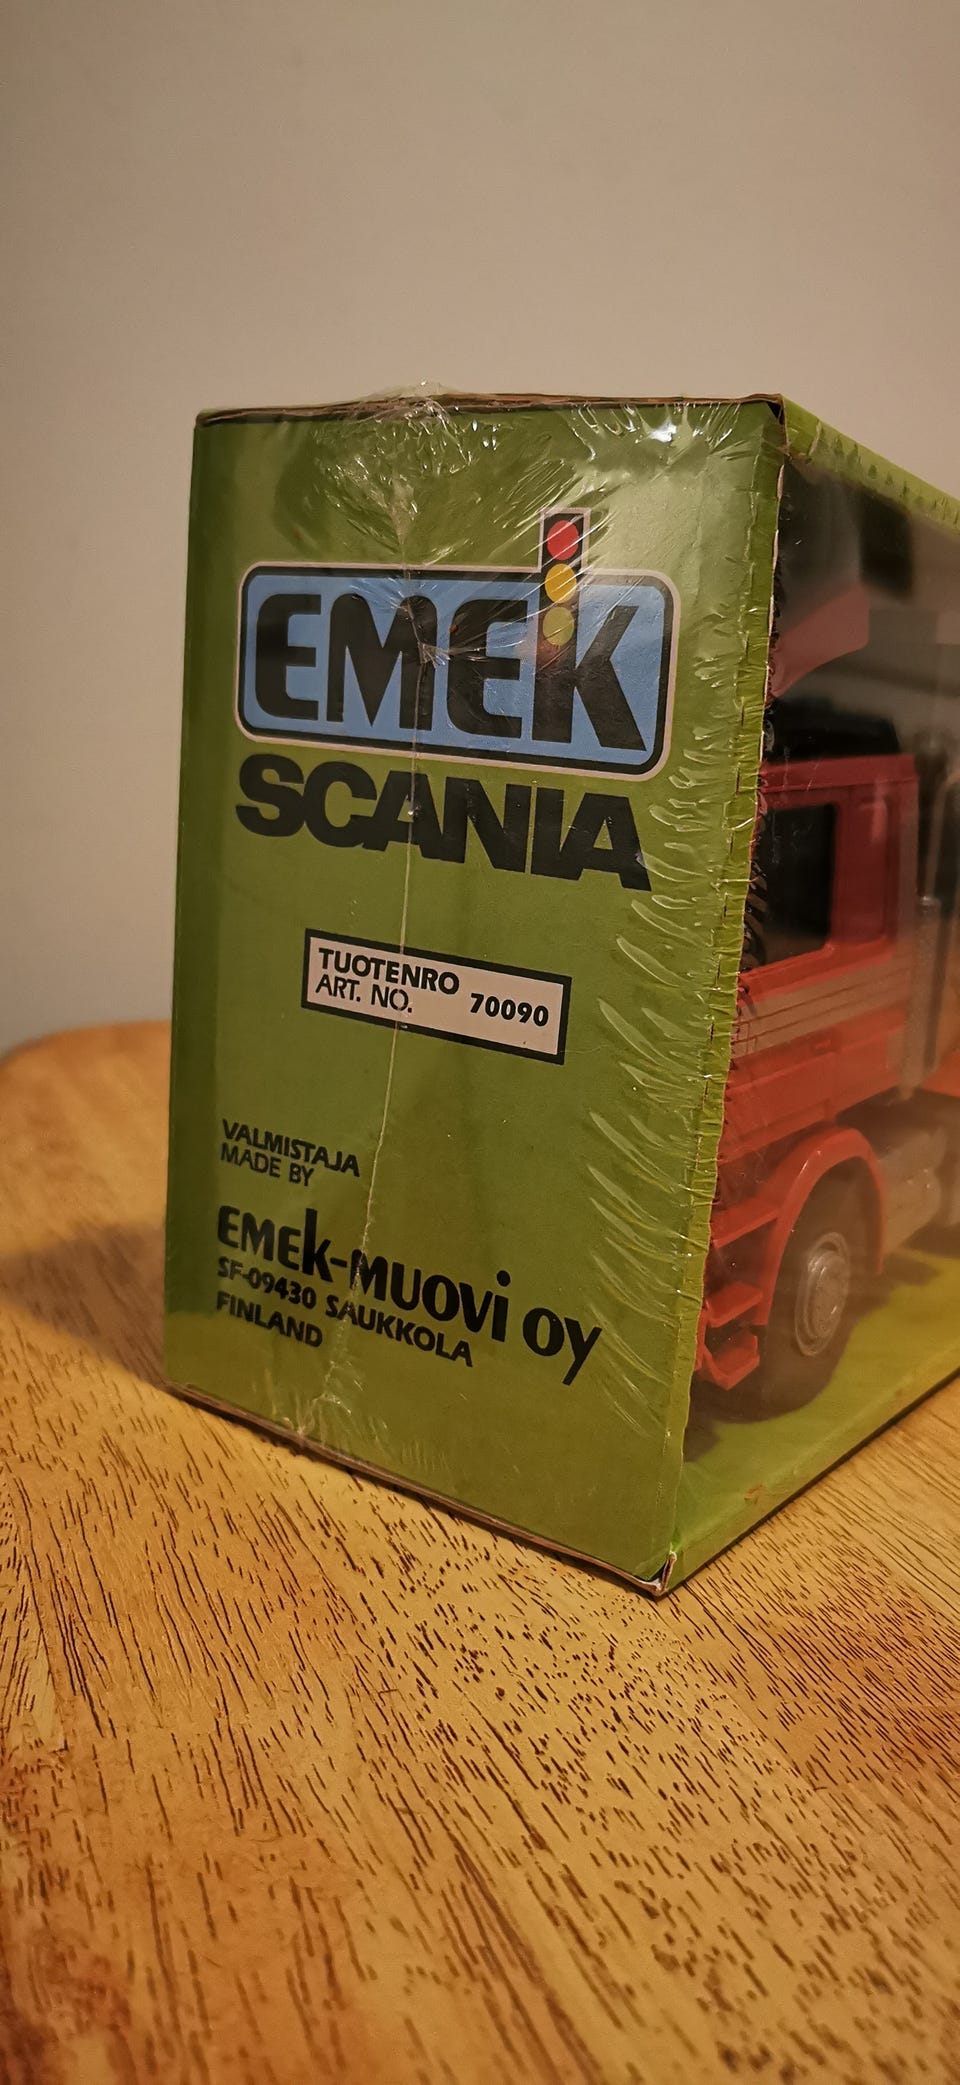 EMEK
SCANIA
TUOTENRO
ART. NO. 70090
VALMISTAJA
MADE BY
EMEK-MUOVi OY
SF-09430 SAUKKOLA
FINLAND